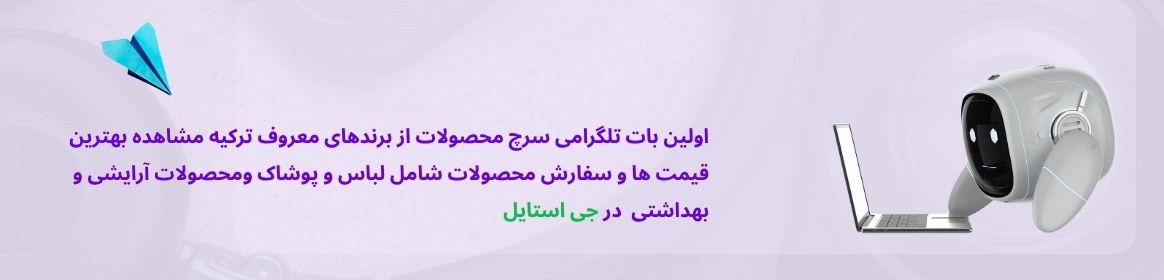 اولین بات تلگرامی سرچ محصولات از برندهای معروف ترکیه مشاهده بهترین
قیمت ها و سفارش محصولات شامل لباس و پوشاک ومحصولات آرایشی و
بهداشتی در جی استایل